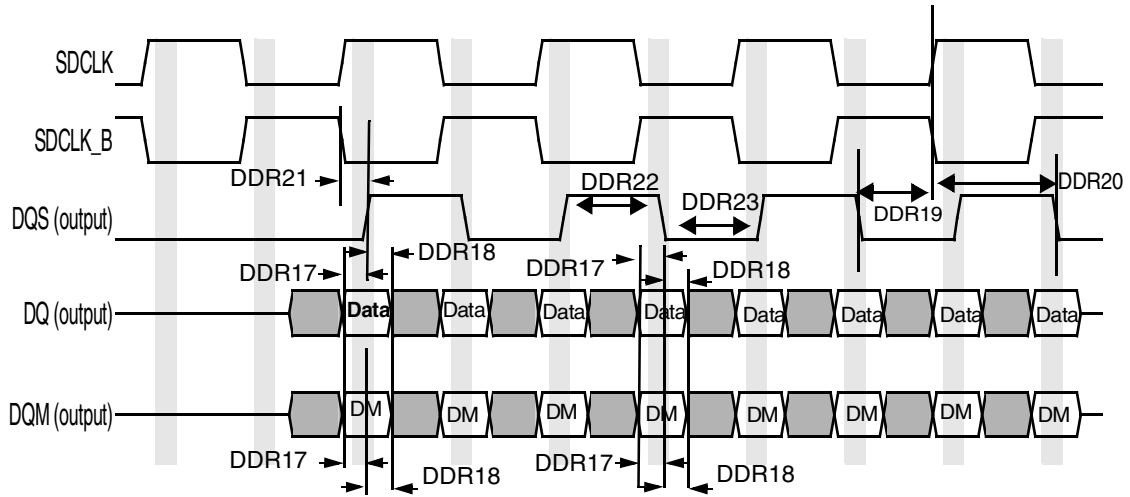 SDCLK
SDCLK_B
DDR21
DDR22
DDR23
DDR20
DDR19
DQS (output)
DDR18
DDR17
DDR17
DDR18
DQ (output)
Data Data Data Data Data Data Data Data
DQM (output)
DM DM DM DM DM DM DM DM
DDR17
DDR18
DDR17
DDR18